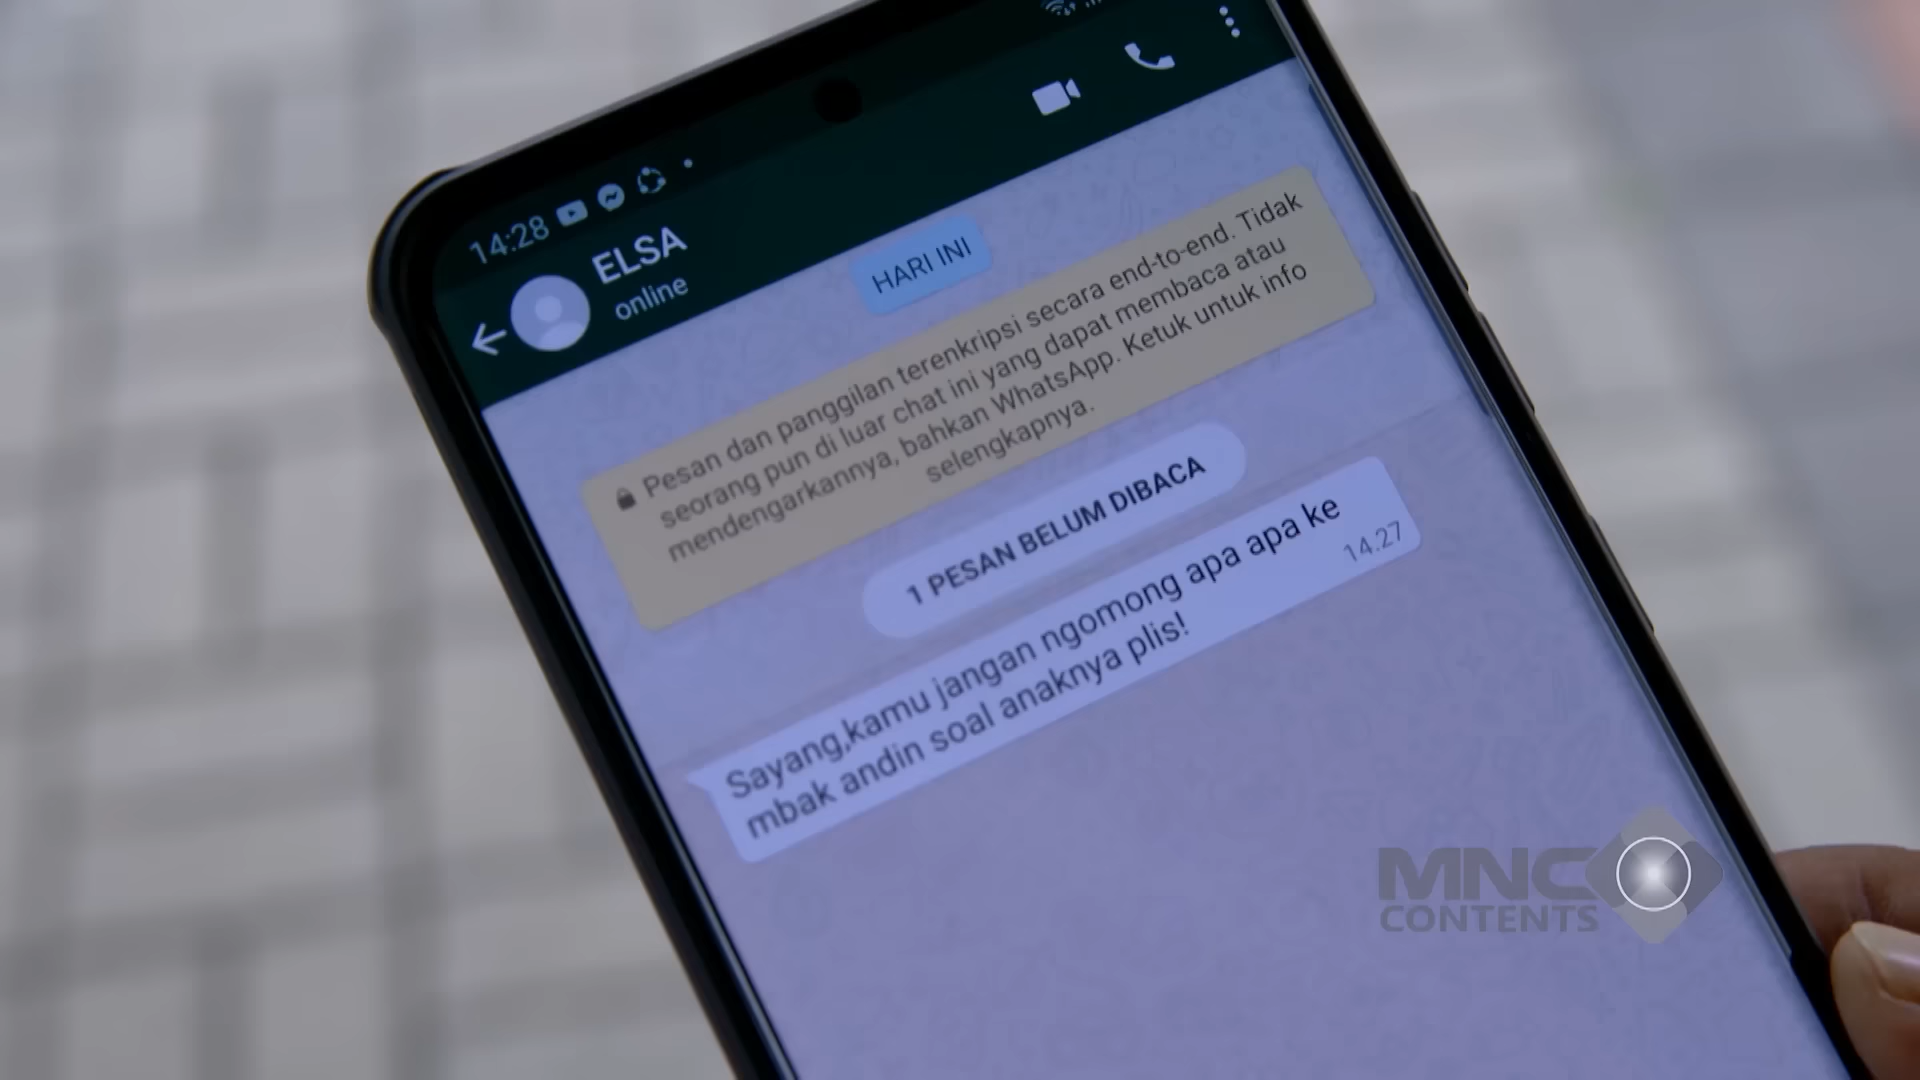 14:28
ELSA
online
HARI INI
Pesan dan panggilan terenkripsi secara end-to-end. Tidak
seorang pun di luar chat ini yang dapat membaca atau
mendengarkannya, bahkan WhatsApp. Ketuk untuk info
selengkapnya.
1 PESAN BELUM DIBACA
Sayang,kamu jangan ngomong apa apa ke
mbak andin soal anaknya plis!
14.27
MNC
CONTENTS